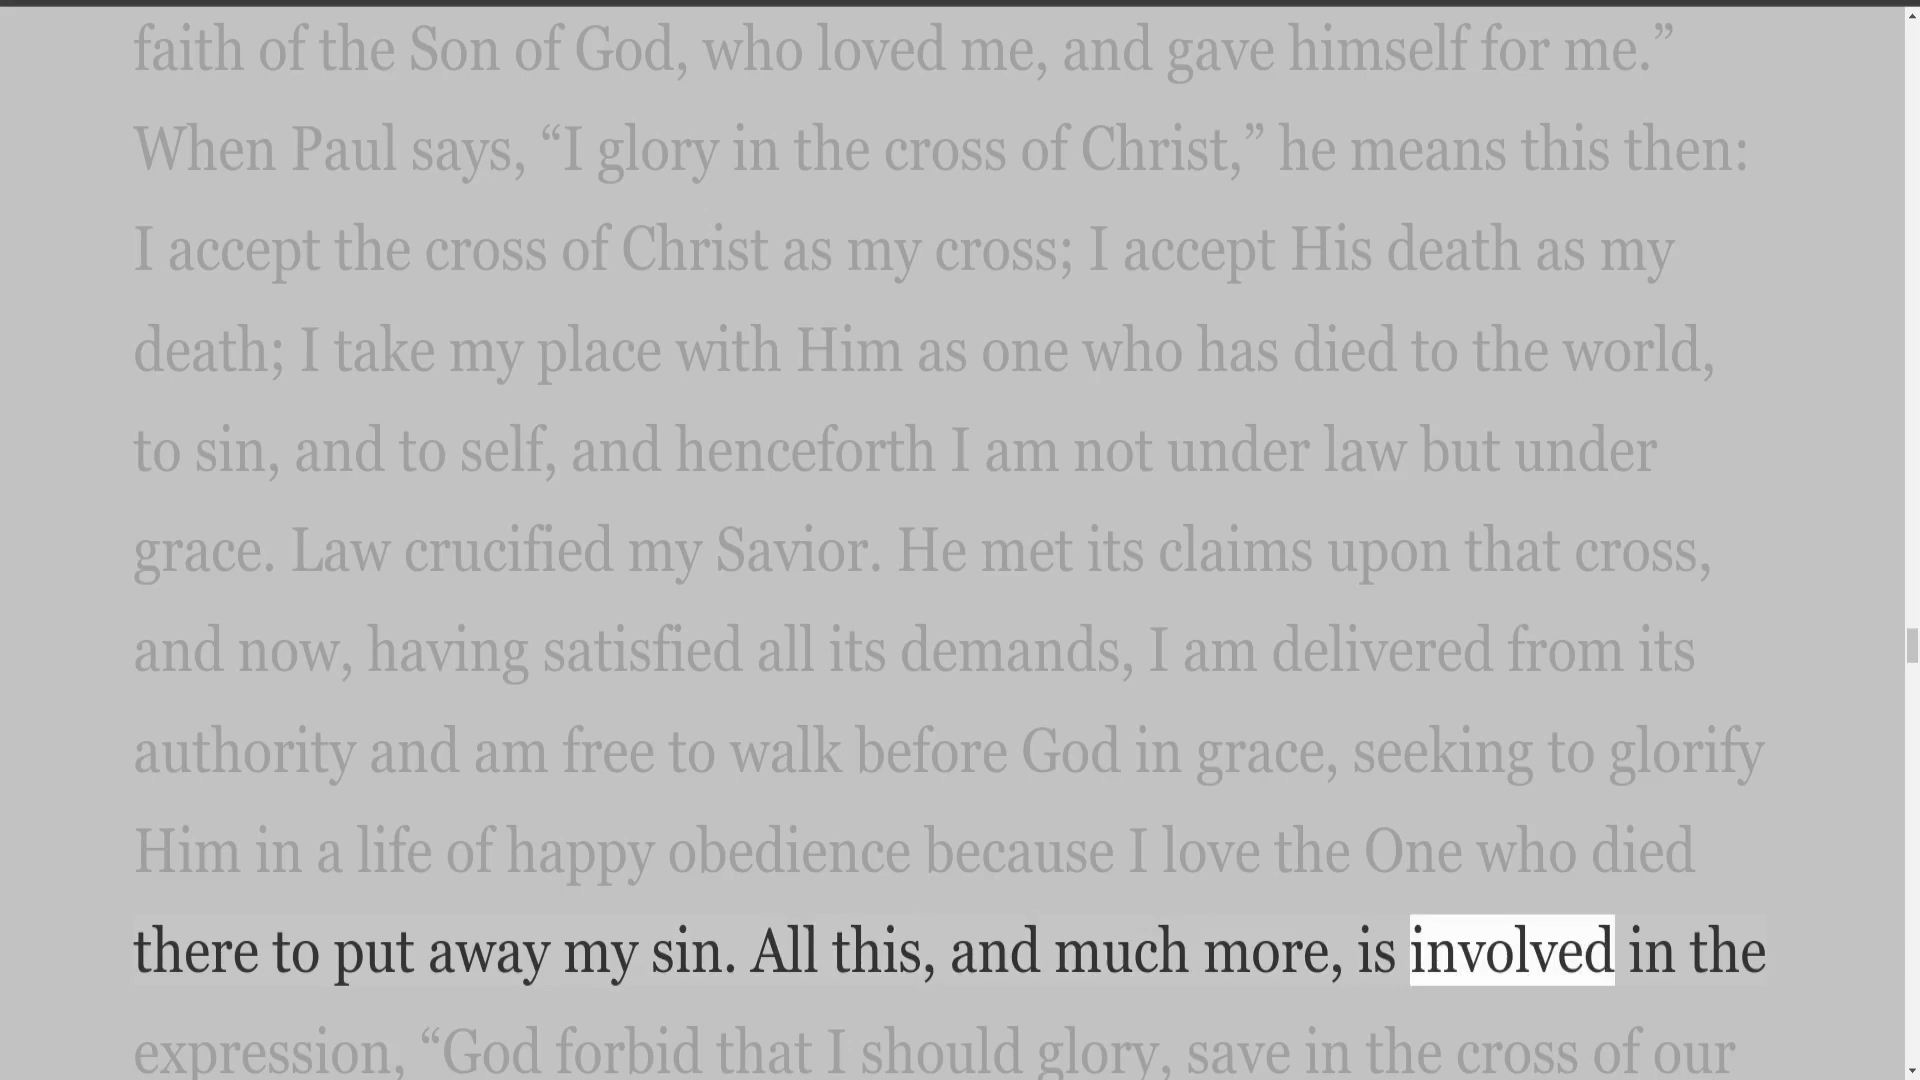 faith of the Son of God, who loved me, and gave himself for me.”
When Paul says, “I glory in the cross of Christ,” he means this then:
I accept the cross of Christ as my cross; I accept His death as my
death; I take my place with Him as one who has died to the world,
to sin, and to self, and henceforth I am not under law but under
grace. Law crucified my Savior. He met its claims upon that cross,
and now, having satisfied all its demands, I am delivered from its
authority and am free to walk before God in grace, seeking to glorify
Him in a life of happy obedience because I love the One who died
there to put away my sin. All this, and much more, is involved in the
expression, “God forbid that I should glory, save in the cross of our